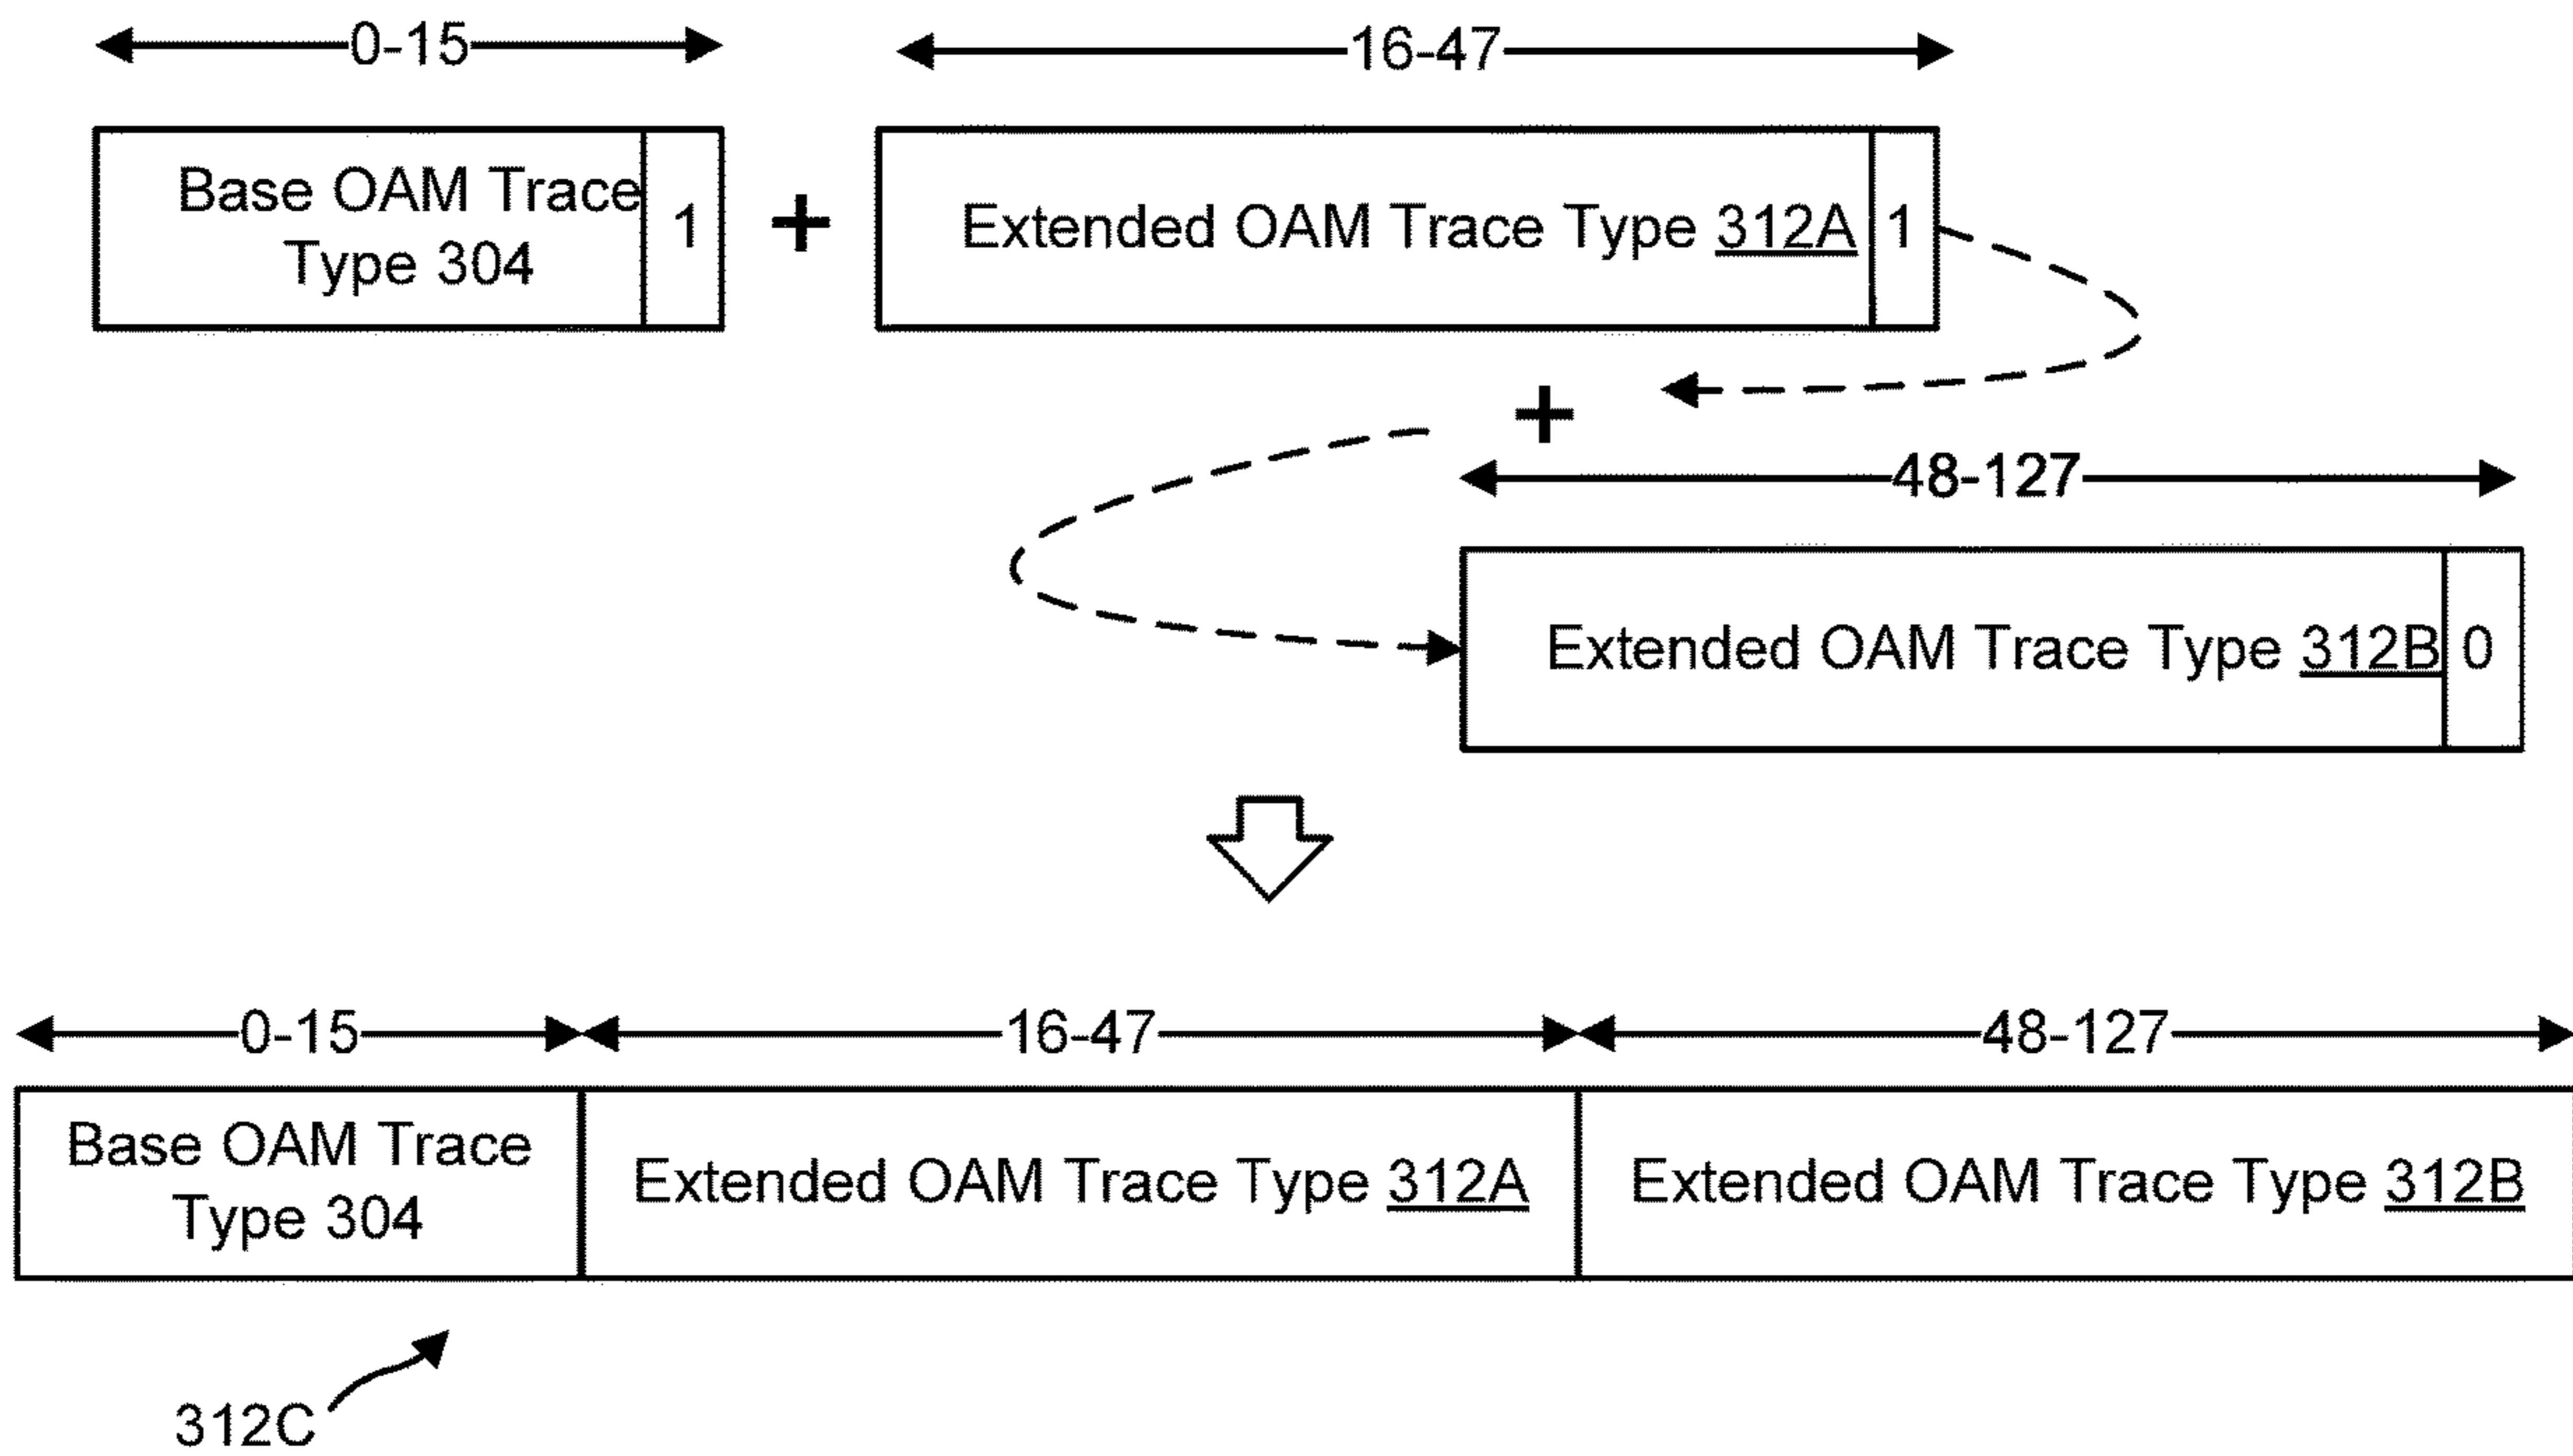 0-15
16-47
Base OAM Trace
Type 304
1
+
Extended OAM Trace Type 312A
1
+
48-127
Extended OAM Trace Type 312B
0
0-15
16-47
48-127
Base OAM Trace
Type 304
Extended OAM Trace Type 312A
Extended OAM Trace Type 312B
312C